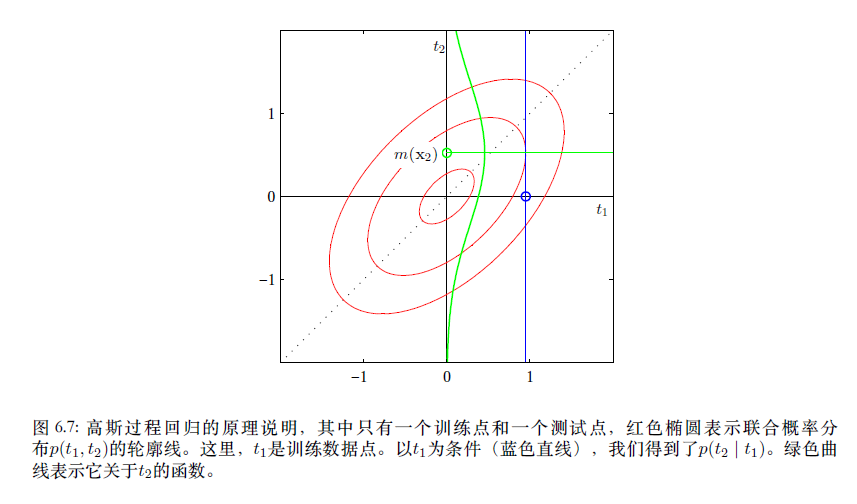 t₂
1
m(x₂)
0
t₁
−1
−1
0
1
图 6.7: 高斯过程回归的原理说明，其中只有一个训练点和一个测试点，红色椭圆表示联合概率分
布p(t₁, t₂)的轮廓线。这里，t₁是训练数据点。以t₁为条件（蓝色直线），我们得到了p(t₂ | t₁)。绿色曲
线表示它关于t₂的函数。